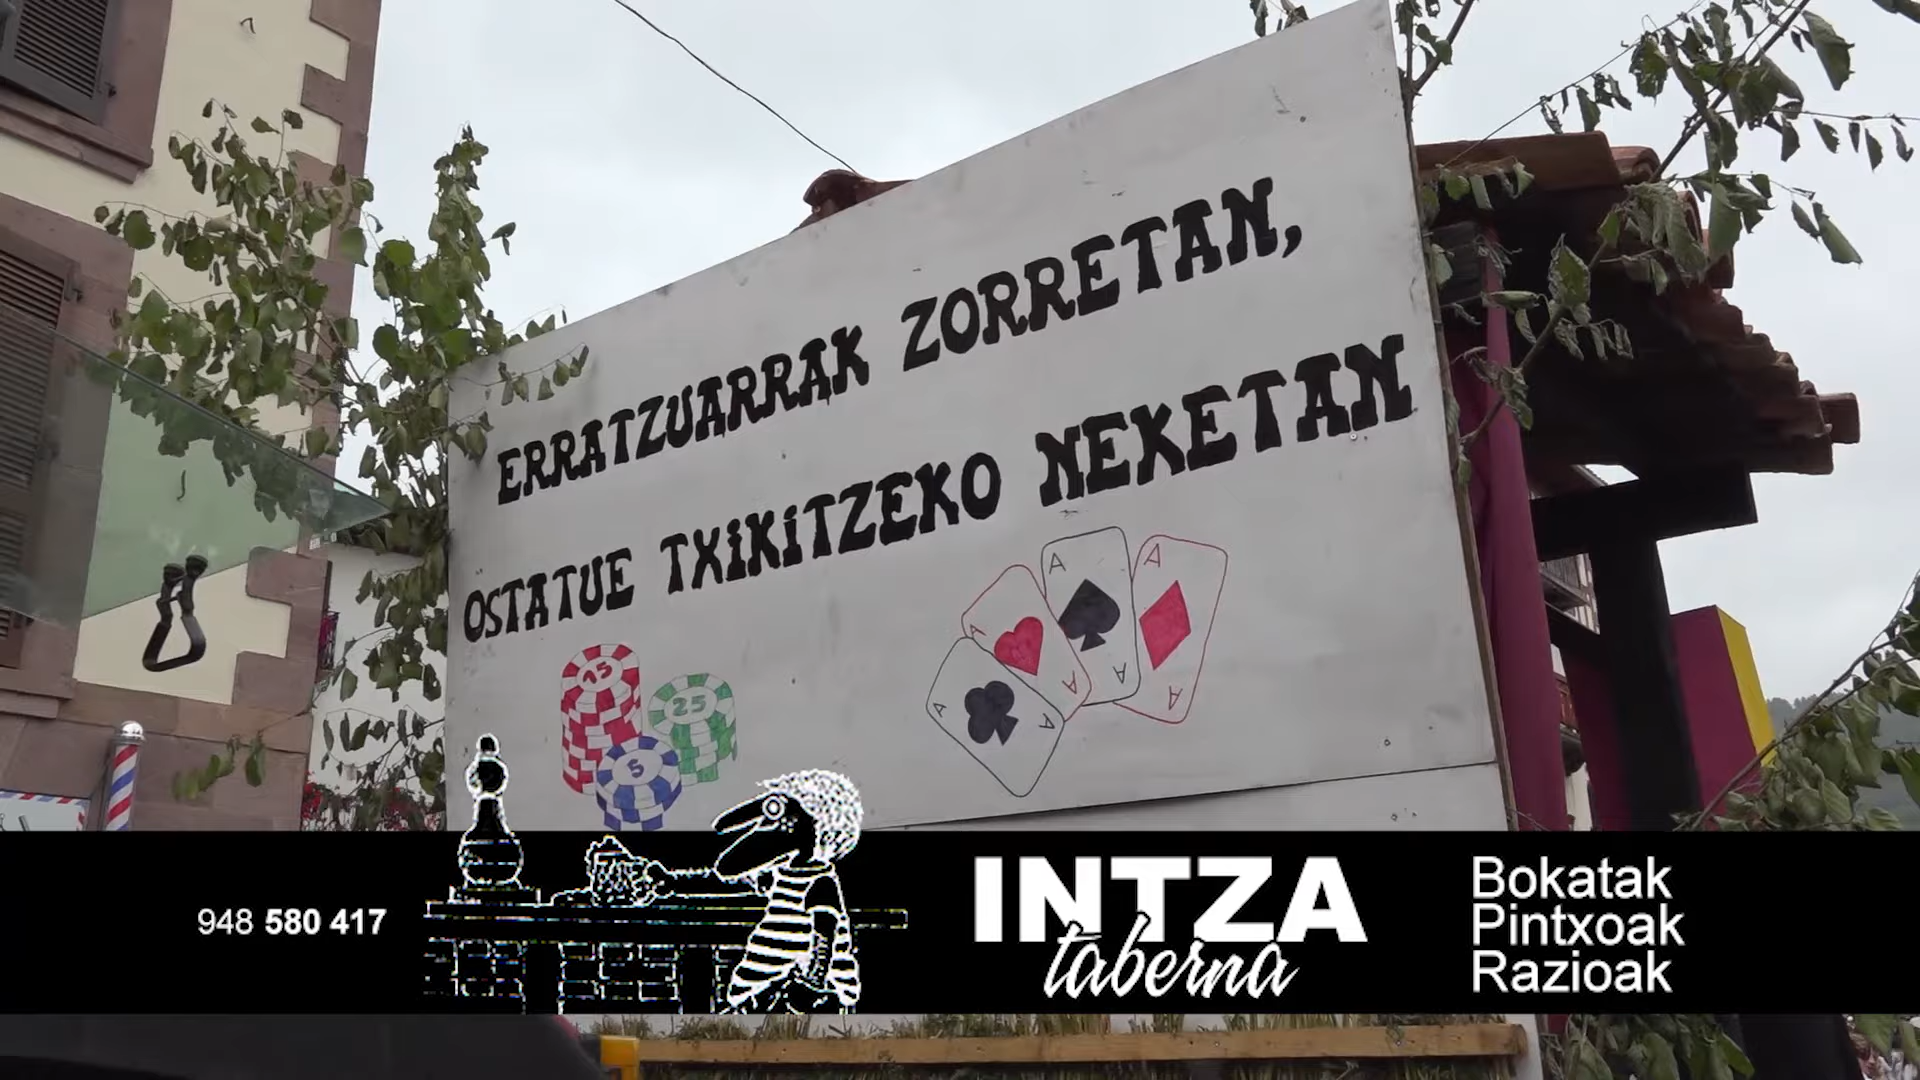 ERRATZUARRAK ZORRETAN,
OSTATUE TXiKiTZEKO NEKETAN
A
A
A
A
A
A
A
A
15
25
5
948 580 417
INTZA
taberna
Bokatak
Pintxoak
Razioak